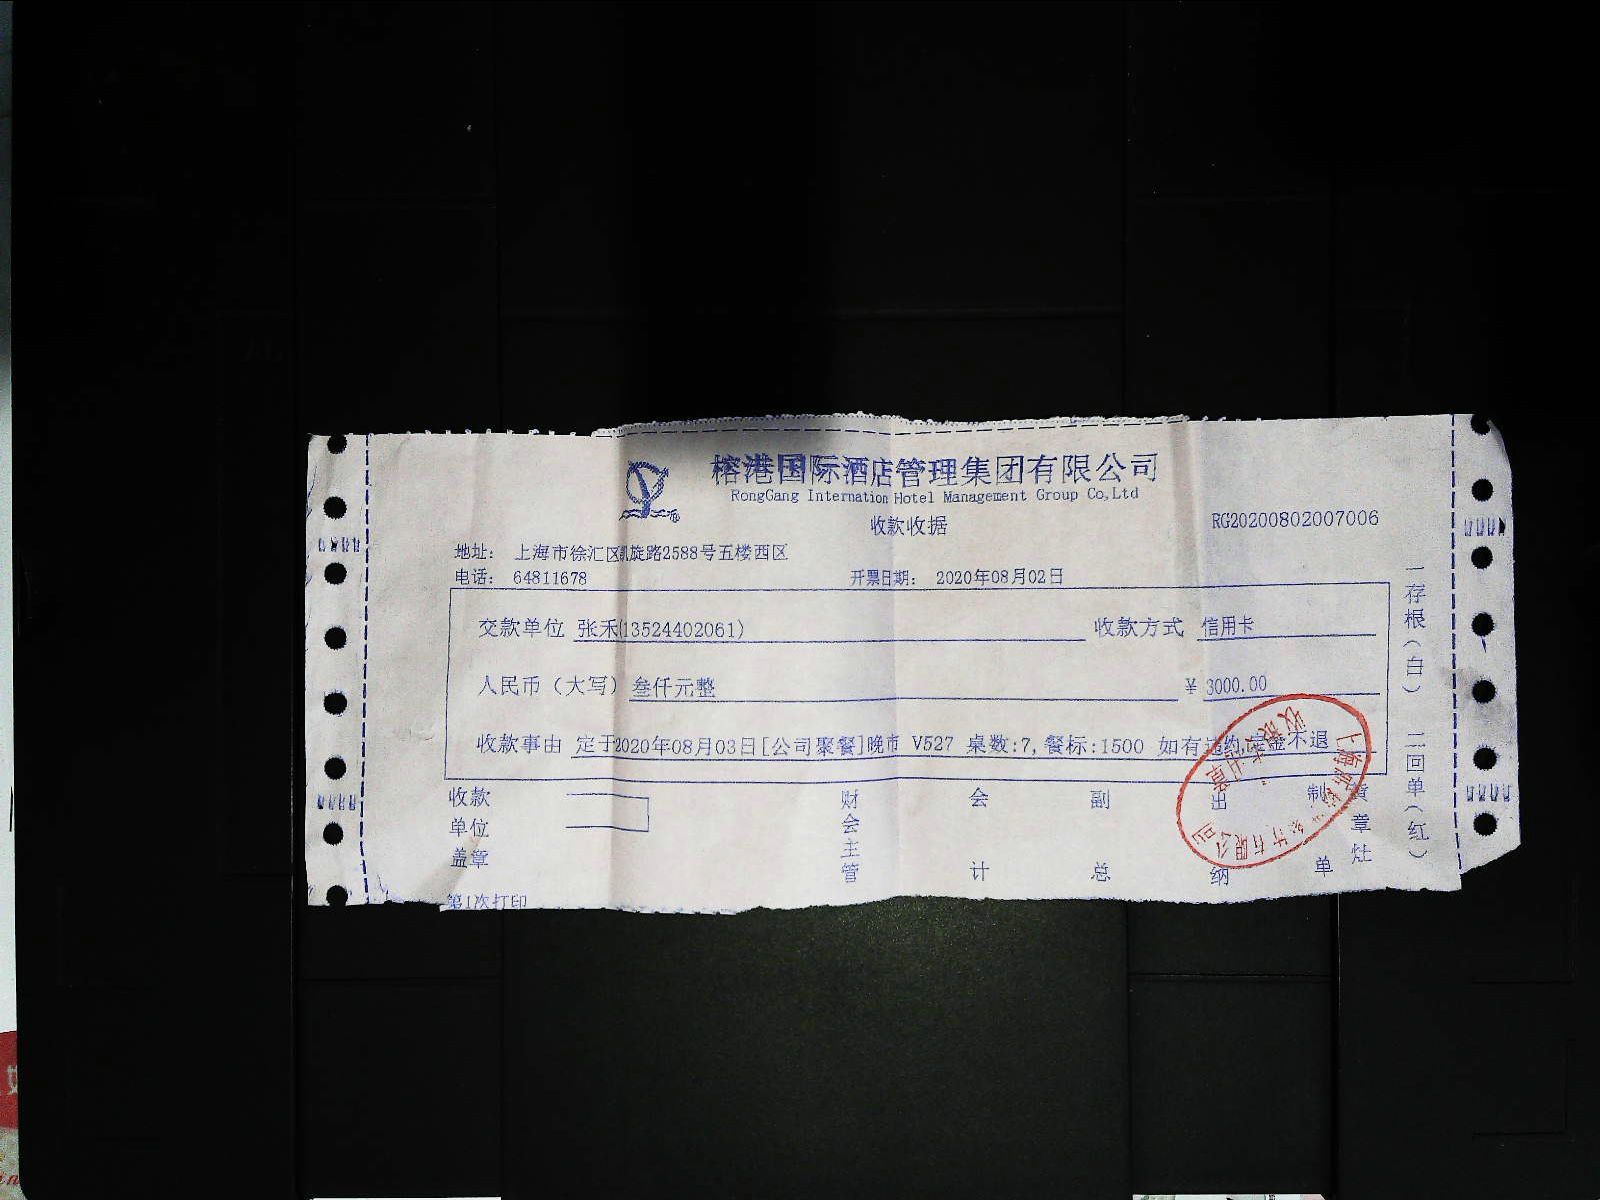 榕港国际酒店管理集团有限公司
RongGang Internation Hotel Management Group Co,Ltd
收款收据
RG20200802007006
地址： 上海市徐汇区凯旋路2588号五楼西区
电话： 64811678
开票日期： 2020年08月02日
交款单位 张禾(13524402061) 收款方式 信用卡
人民币（大写） 叁仟元整 ¥ 3000.00
收款事由 定于2020年08月03日[公司聚餐]晚市 V527 桌数:7,餐标:1500 如有违约,定金不退
收款单位盖章
财会主管
会计
副总
出纳
制单
一存根（白） 二回单（红）
第1次打印